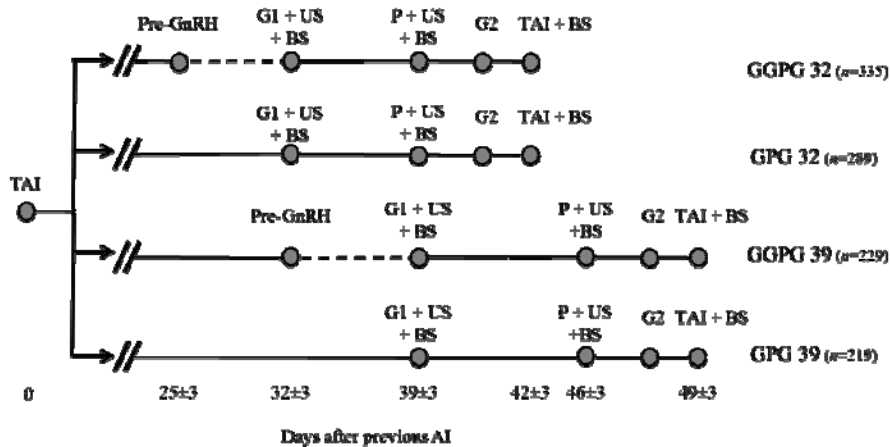 Pre-GnRH
G1 + US
+ BS
P + US
+ BS
G2
TAI + BS
GGPG 32 (n=335)
G1 + US
+ BS
P + US
+ BS
G2
TAI + BS
GPG 32 (n=289)
TAI
Pre-GnRH
G1 + US
+ BS
P + US
+BS
G2 TAI + BS
GGPG 39 (n=229)
G1 + US
+ BS
P + US
+BS
G2 TAI + BS
GPG 39 (n=219)
0
25±3
32±3
39±3
42±3
46±3
49±3
Days after previous AI